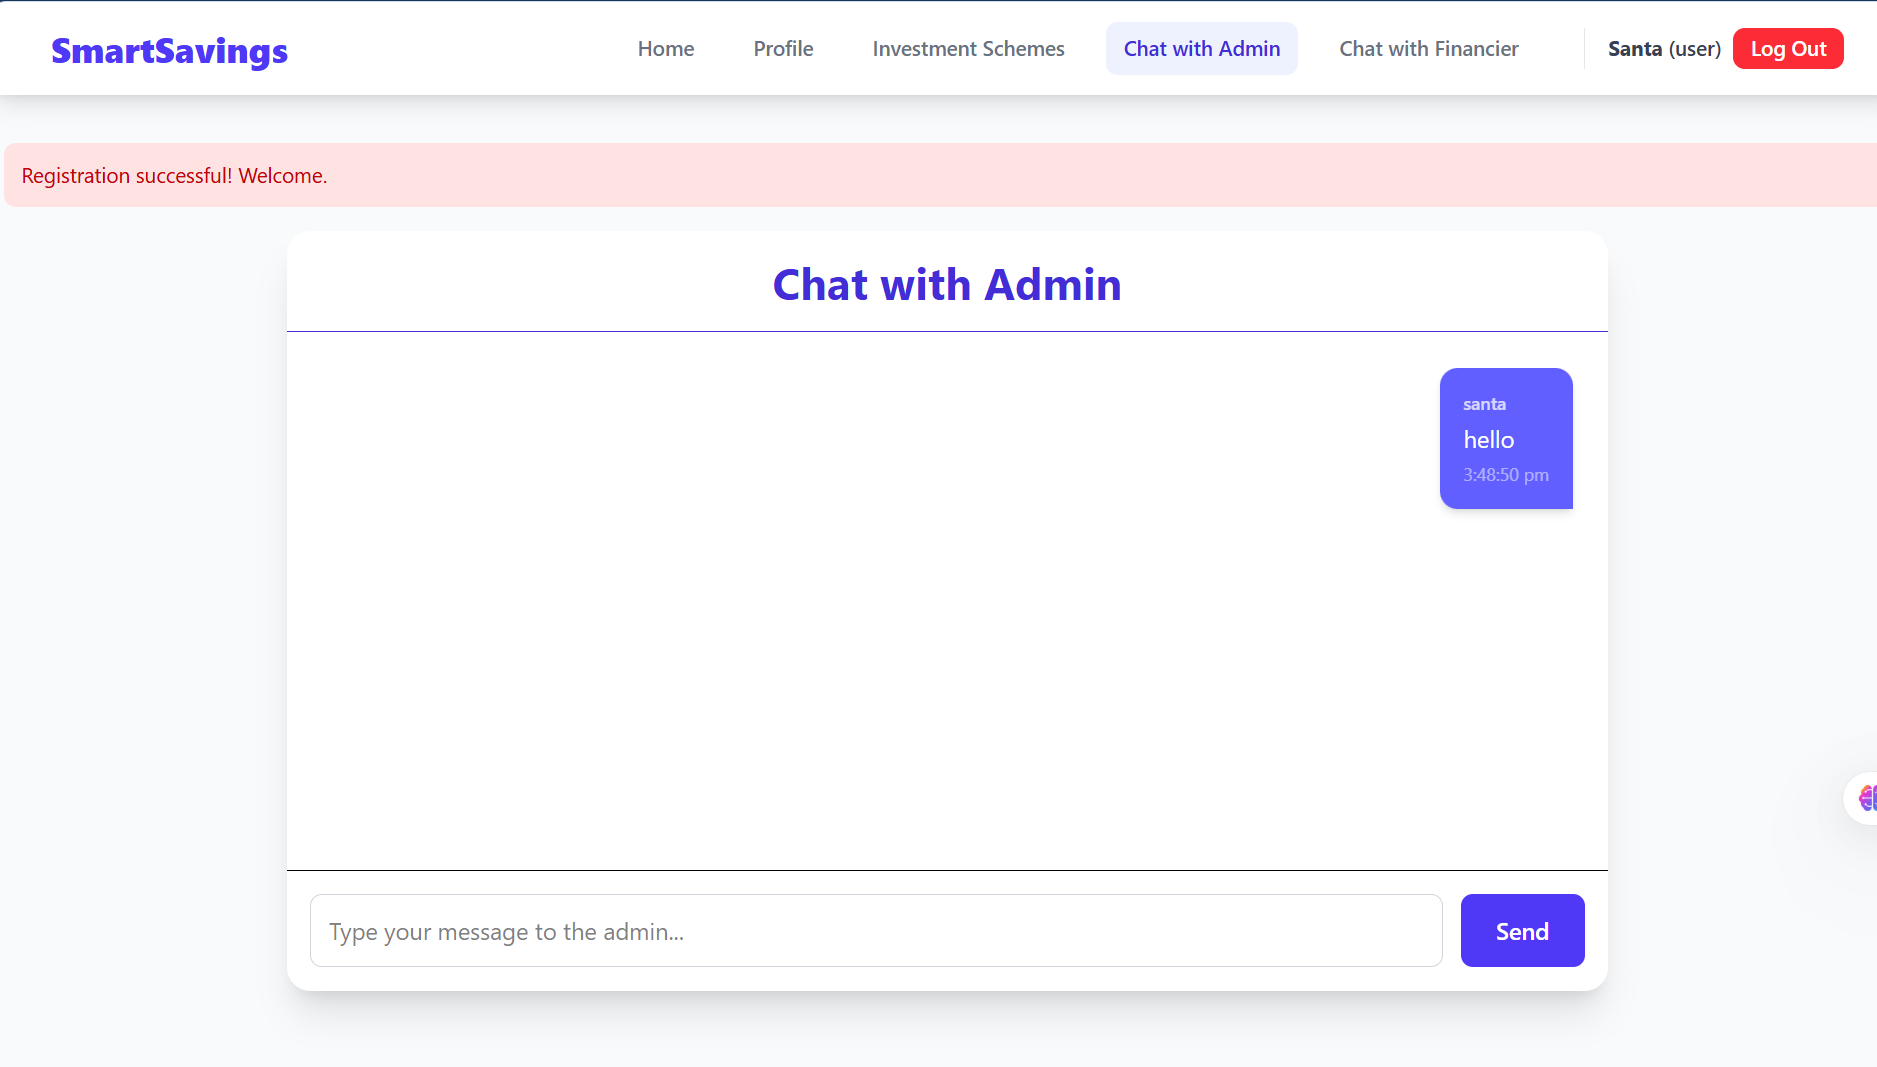 SmartSavings
Home
Profile
Investment Schemes
Chat with Admin
Chat with Financier
Santa (user)
Log Out
Registration successful! Welcome.
Chat with Admin
santa
hello
3:48:50 pm
Type your message to the admin...
Send